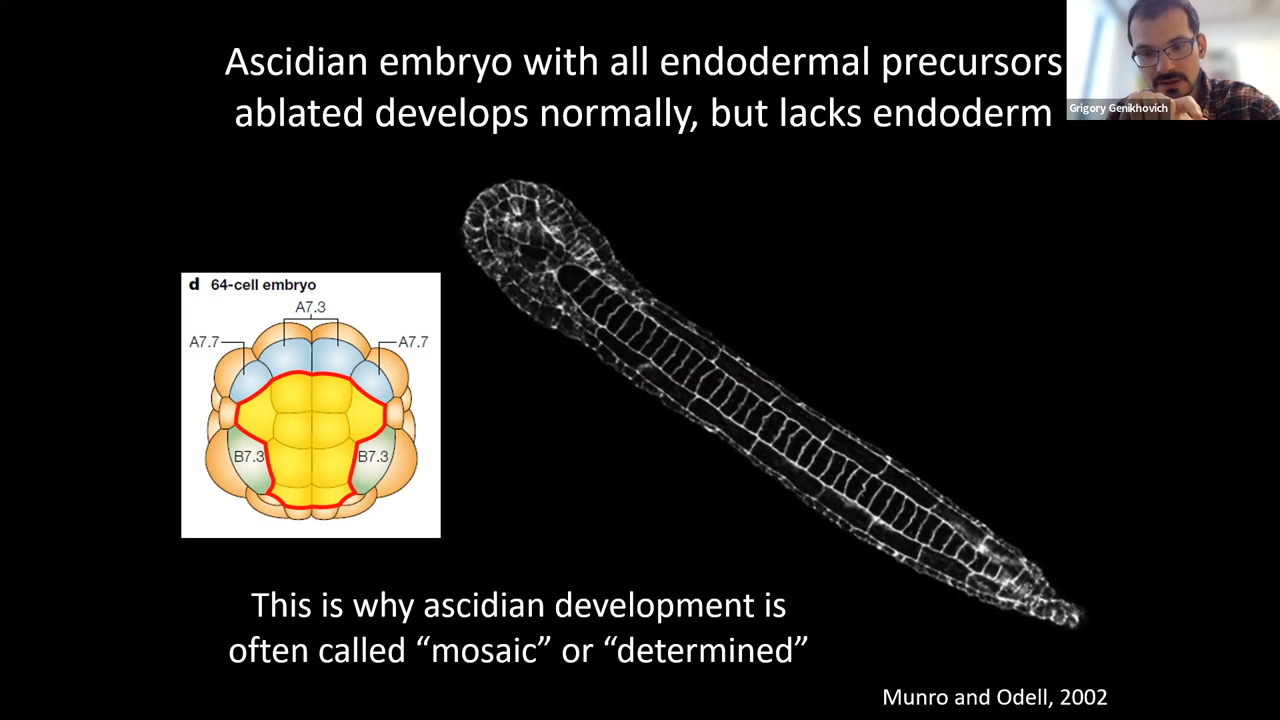 Ascidian embryo with all endodermal precursors
ablated develops normally, but lacks endoderm
Grigory Genikhovich
d 64-cell embryo
A7.3
A7.7
A7.7
B7.3
B7.3
This is why ascidian development is
often called “mosaic” or “determined”
Munro and Odell, 2002